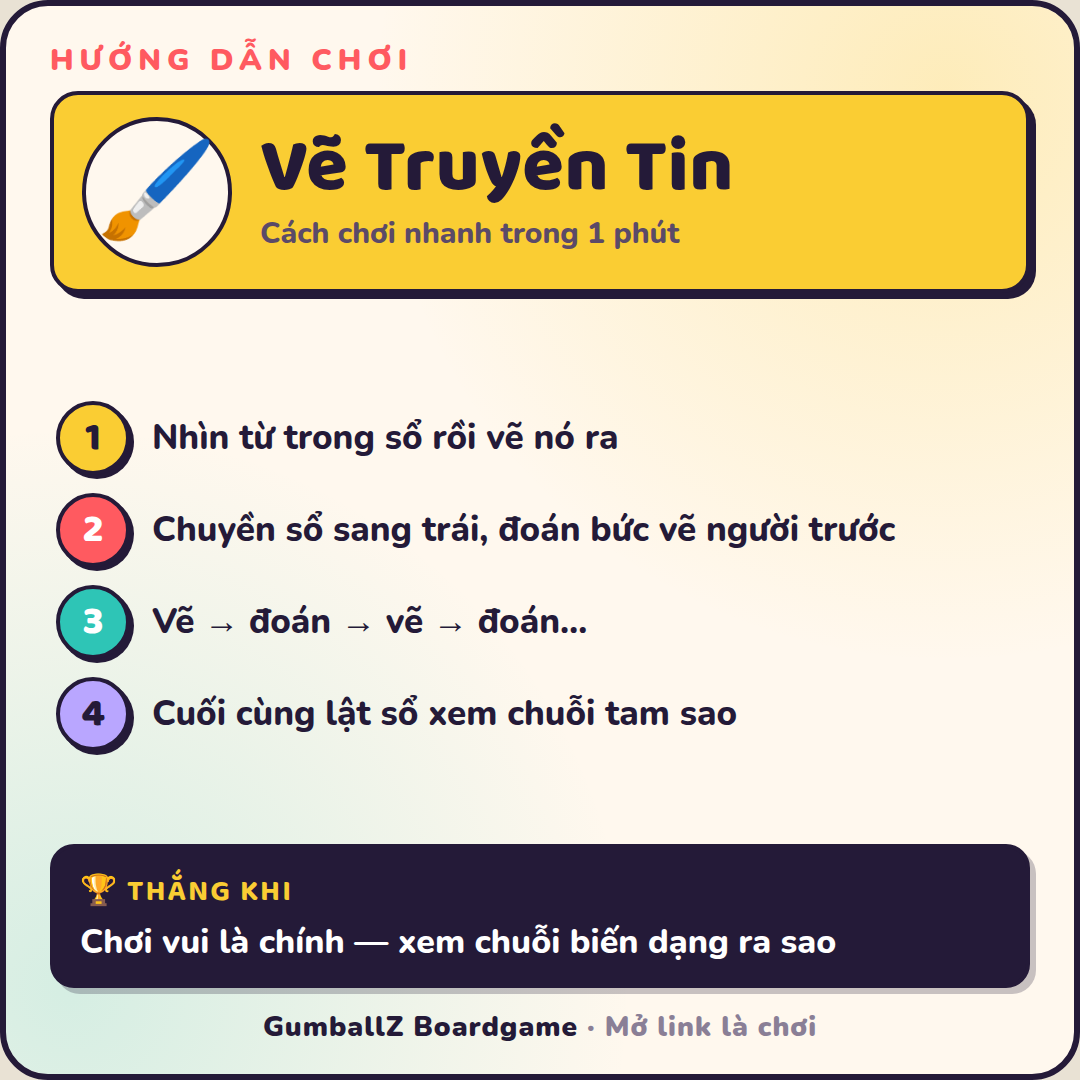 HƯỚNG DẪN CHƠI
Vẽ Truyền Tin
Cách chơi nhanh trong 1 phút
1 Nhìn từ trong sổ rồi vẽ nó ra
2 Chuyền sổ sang trái, đoán bức vẽ người trước
3 Vẽ → đoán → vẽ → đoán...
4 Cuối cùng lật sổ xem chuỗi tam sao
🏆 THẮNG KHI
Chơi vui là chính — xem chuỗi biến dạng ra sao
GumballZ Boardgame · Mở link là chơi